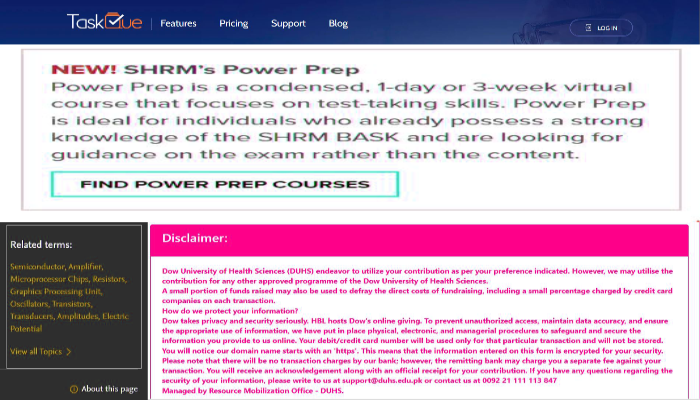 TaskQue
Features
Pricing
Support
Blog
LOG IN
NEW! SHRM's Power Prep
Power Prep is a condensed, 1-day or 3-week virtual
course that focuses on test-taking skills. Power Prep
is ideal for individuals who already possess a strong
knowledge of the SHRM BASK and are looking for
guidance on the exam rather than the content.
FIND POWER PREP COURSES
Related terms:
Semiconductor, Amplifier,
Microprocessor Chips, Resistors,
Graphics Processing Unit,
Oscillators, Transistors,
Transducers, Amplitudes, Electric
Potential
View all Topics
About this page
Disclaimer:
Dow University of Health Sciences (DUHS) endeavor to utilize your contribution as per your preference indicated. However, we may utilise the
contribution for any other approved programme of the Dow University of Health Sciences.
A small portion of funds raised may also be used to defray the direct costs of fundraising, including a small percentage charged by credit card
companies on each transaction.
How do we protect your information?
Dow takes privacy and security seriously. HBL hosts Dow's online giving. To prevent unauthorized access, maintain data accuracy, and ensure
the appropriate use of information, we have put in place physical, electronic, and managerial procedures to safeguard and secure the
information you provide to us online. Your debit/credit card number will be used only for that particular transaction and will not be stored.
You will notice our domain name starts with an 'https'. This means that the information entered on this form is encrypted for your security.
Please note that there will be no transaction charges by our bank; however, the remitting bank may charge you a separate fee against your
transaction. You will receive an acknowledgement along with an official receipt for your contribution. If you have any questions regarding the
security of your information, please write to us at support@duhs.edu.pk or contact us at 0092 21 111 113 847
Managed by Resource Mobilization Office - DUHS.